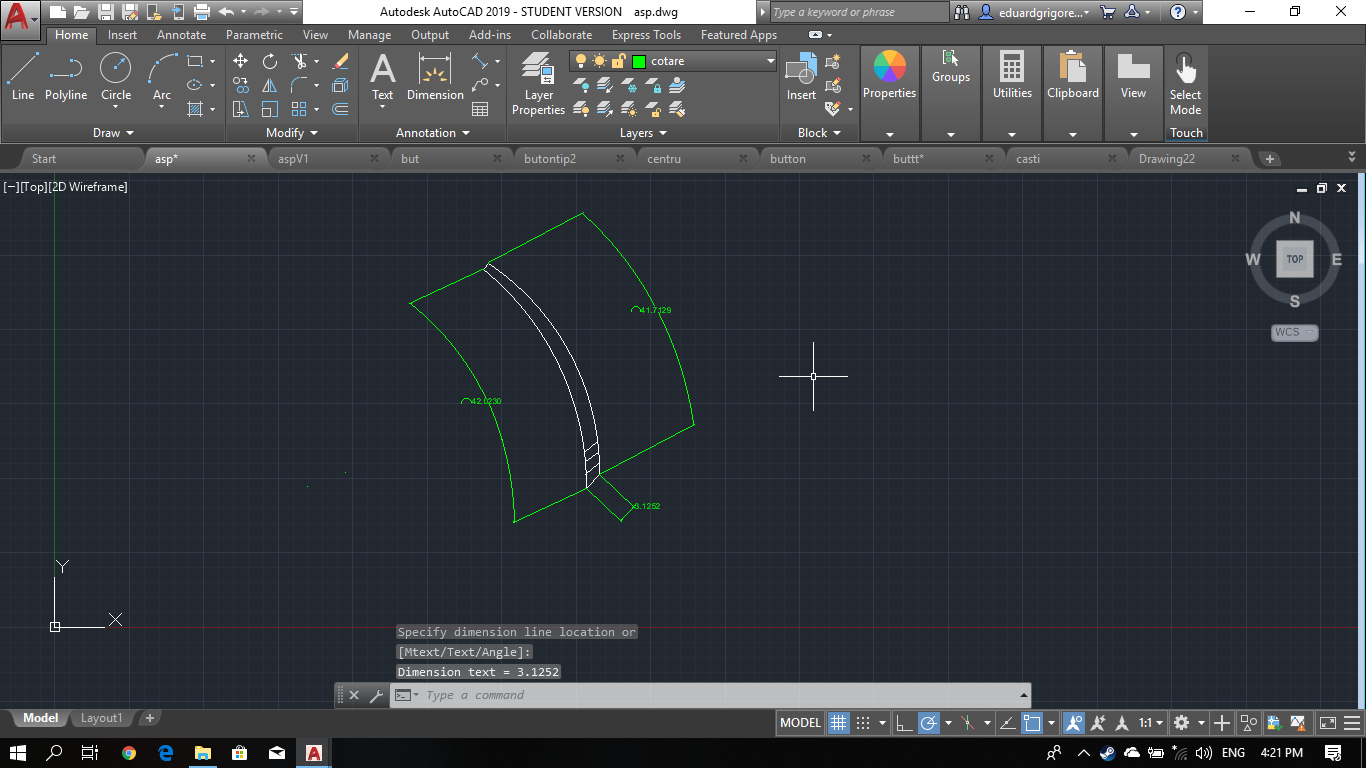 Autodesk AutoCAD 2019 - STUDENT VERSION asp.dwg
Type a keyword or phrase
eduardgrigore...
Home Insert Annotate Parametric View Manage Output Add-ins Collaborate Express Tools Featured Apps
cotare
Line Polyline Circle Arc
Text Dimension
Layer Properties
Insert
Properties Groups Utilities Clipboard View
Select Mode
Draw Modify Annotation Layers Block Touch
Start asp* aspV1 but butontip2 centru button buttt* casti Drawing22
[−][Top][2D Wireframe]
N
W TOP E
S
WCS
41.7129
42.0230
3.1252
Y
X
Specify dimension line location or
[Mtext/Text/Angle]:
Dimension text = 3.1252
Type a command
Model Layout1
MODEL 1:1
ENG 4:21 PM